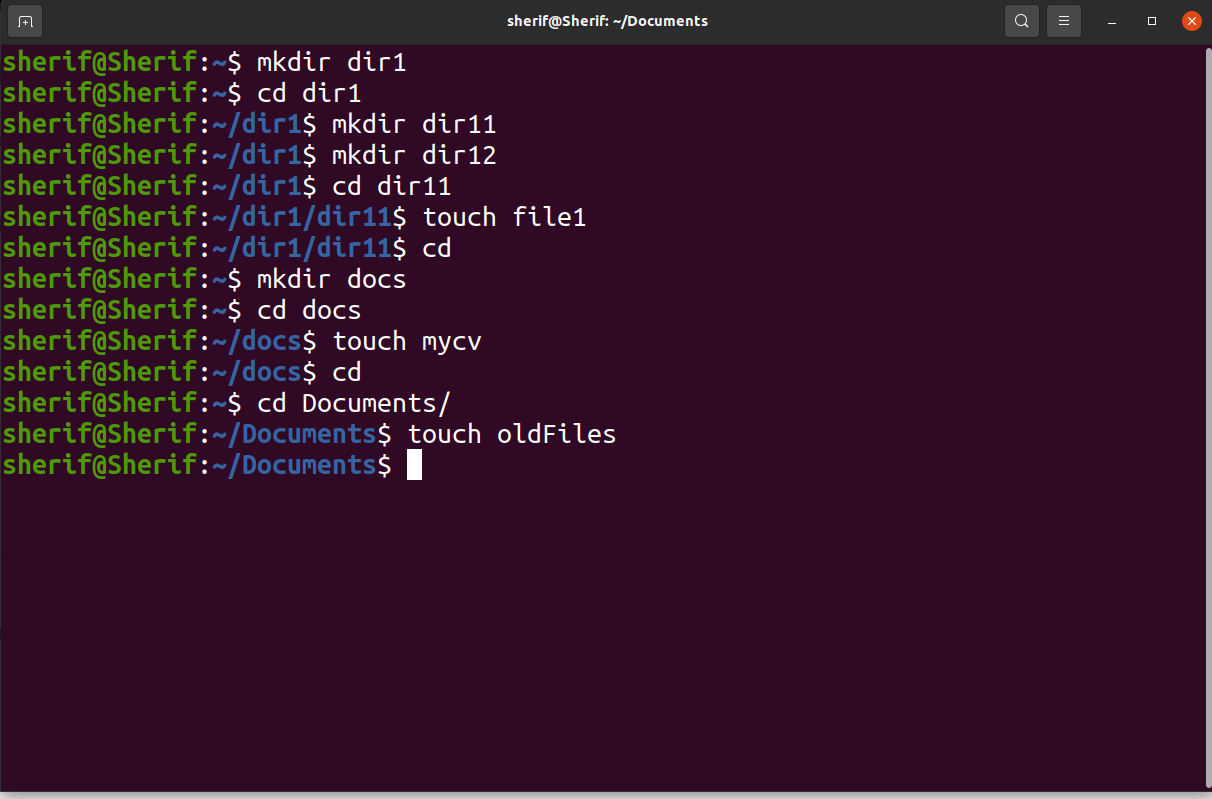 sherif@Sherif: ~/Documents
sherif@Sherif:~$ mkdir dir1
sherif@Sherif:~$ cd dir1
sherif@Sherif:~/dir1$ mkdir dir11
sherif@Sherif:~/dir1$ mkdir dir12
sherif@Sherif:~/dir1$ cd dir11
sherif@Sherif:~/dir1/dir11$ touch file1
sherif@Sherif:~/dir1/dir11$ cd
sherif@Sherif:~$ mkdir docs
sherif@Sherif:~$ cd docs
sherif@Sherif:~/docs$ touch mycv
sherif@Sherif:~/docs$ cd
sherif@Sherif:~$ cd Documents/
sherif@Sherif:~/Documents$ touch oldFiles
sherif@Sherif:~/Documents$